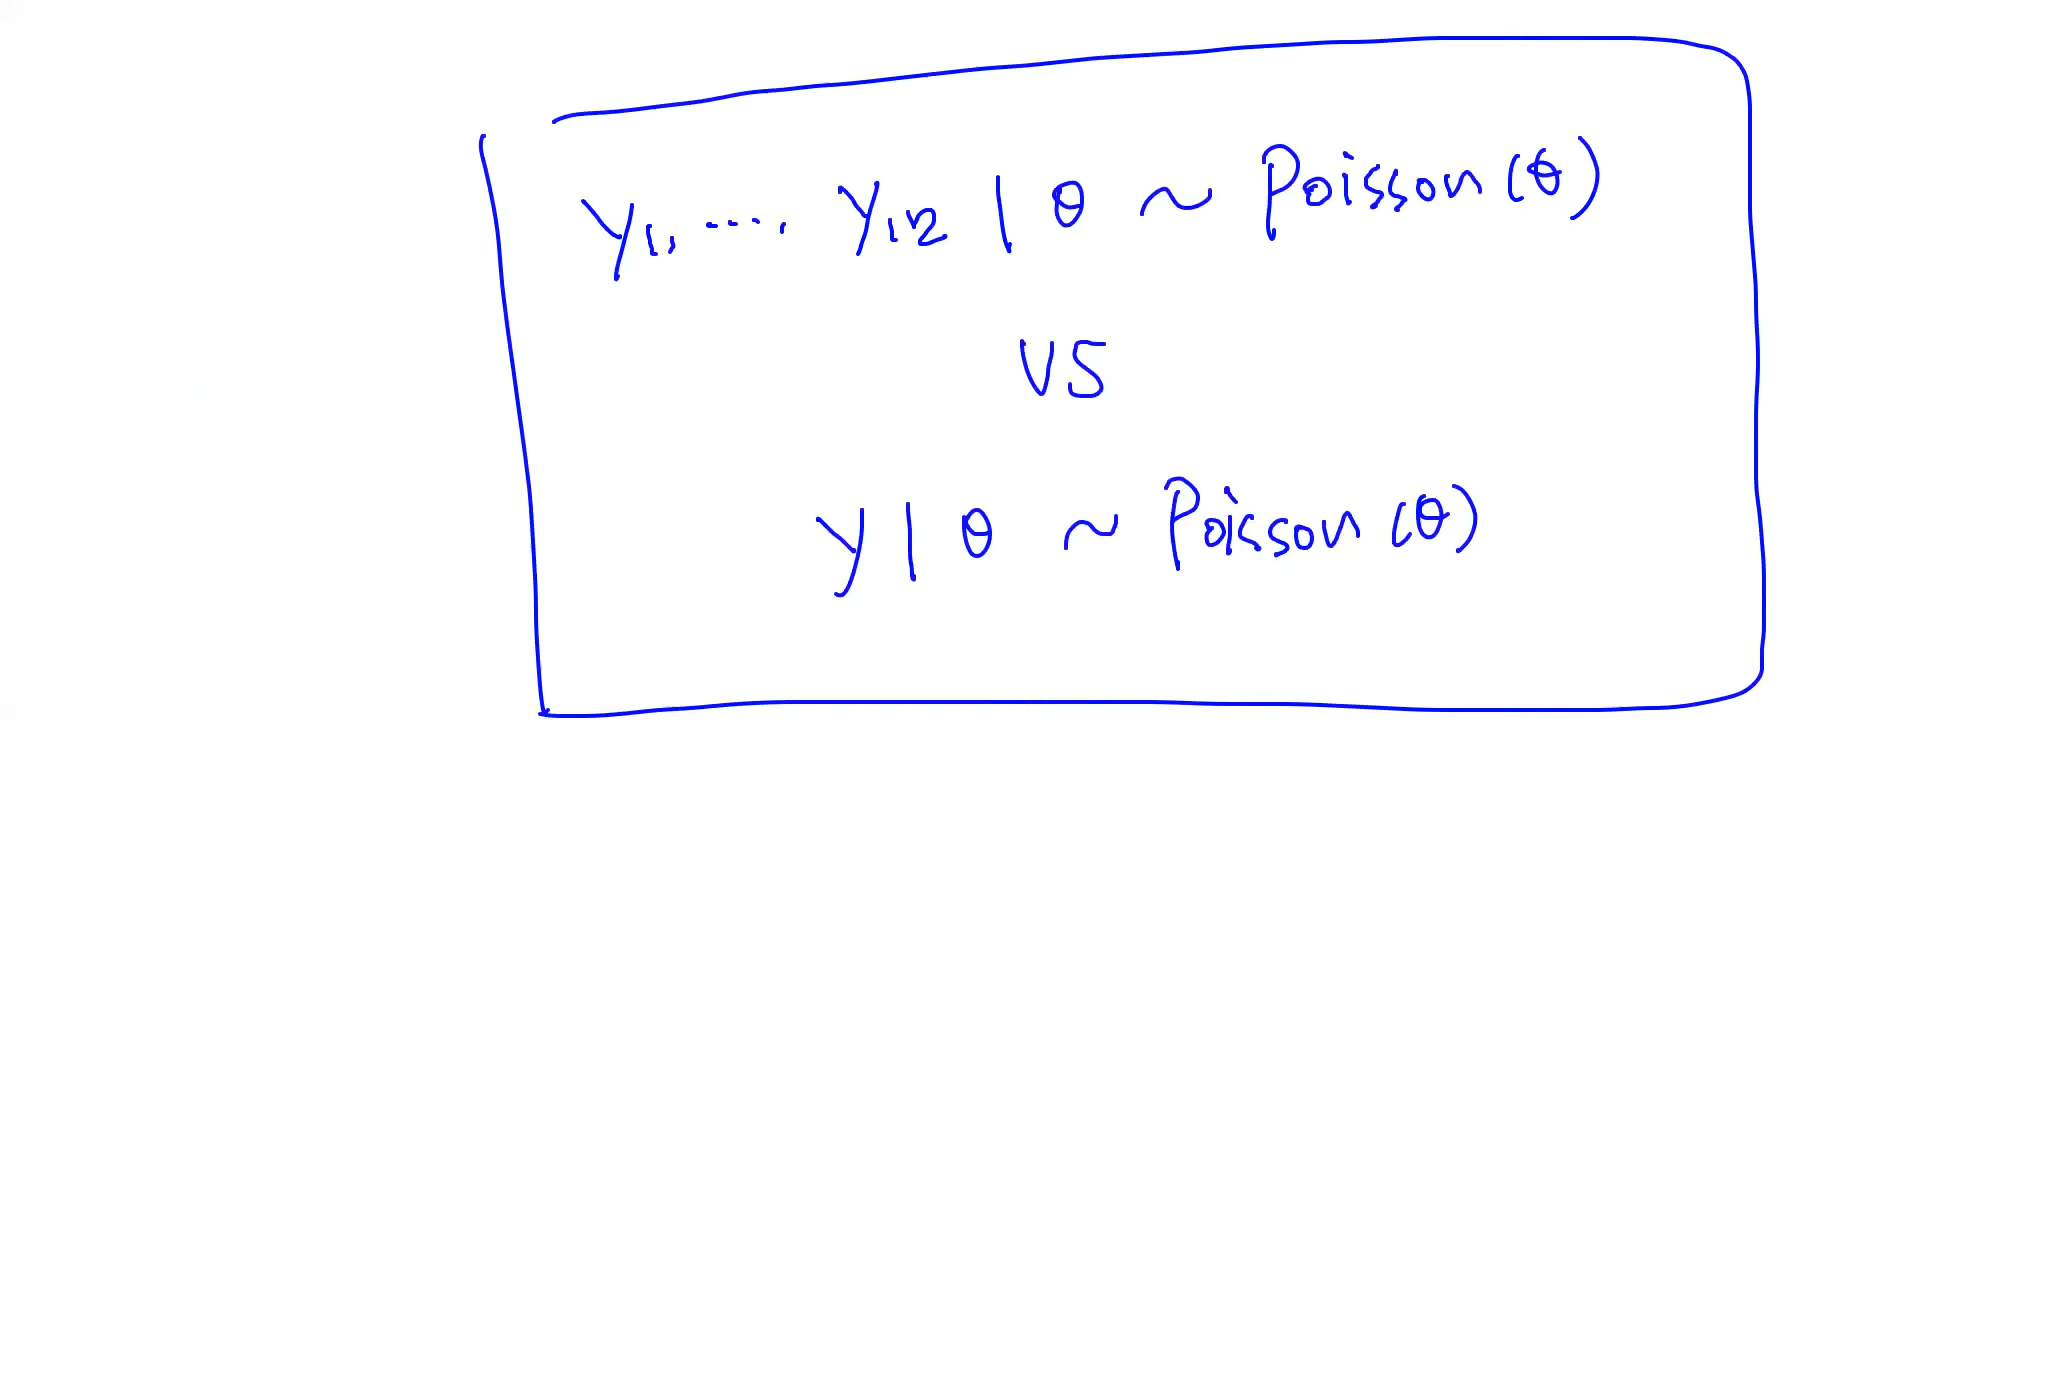 y₁, .... y₁₂ | θ ~ Poisson(θ)
VS
y | θ ~ Poisson(θ)